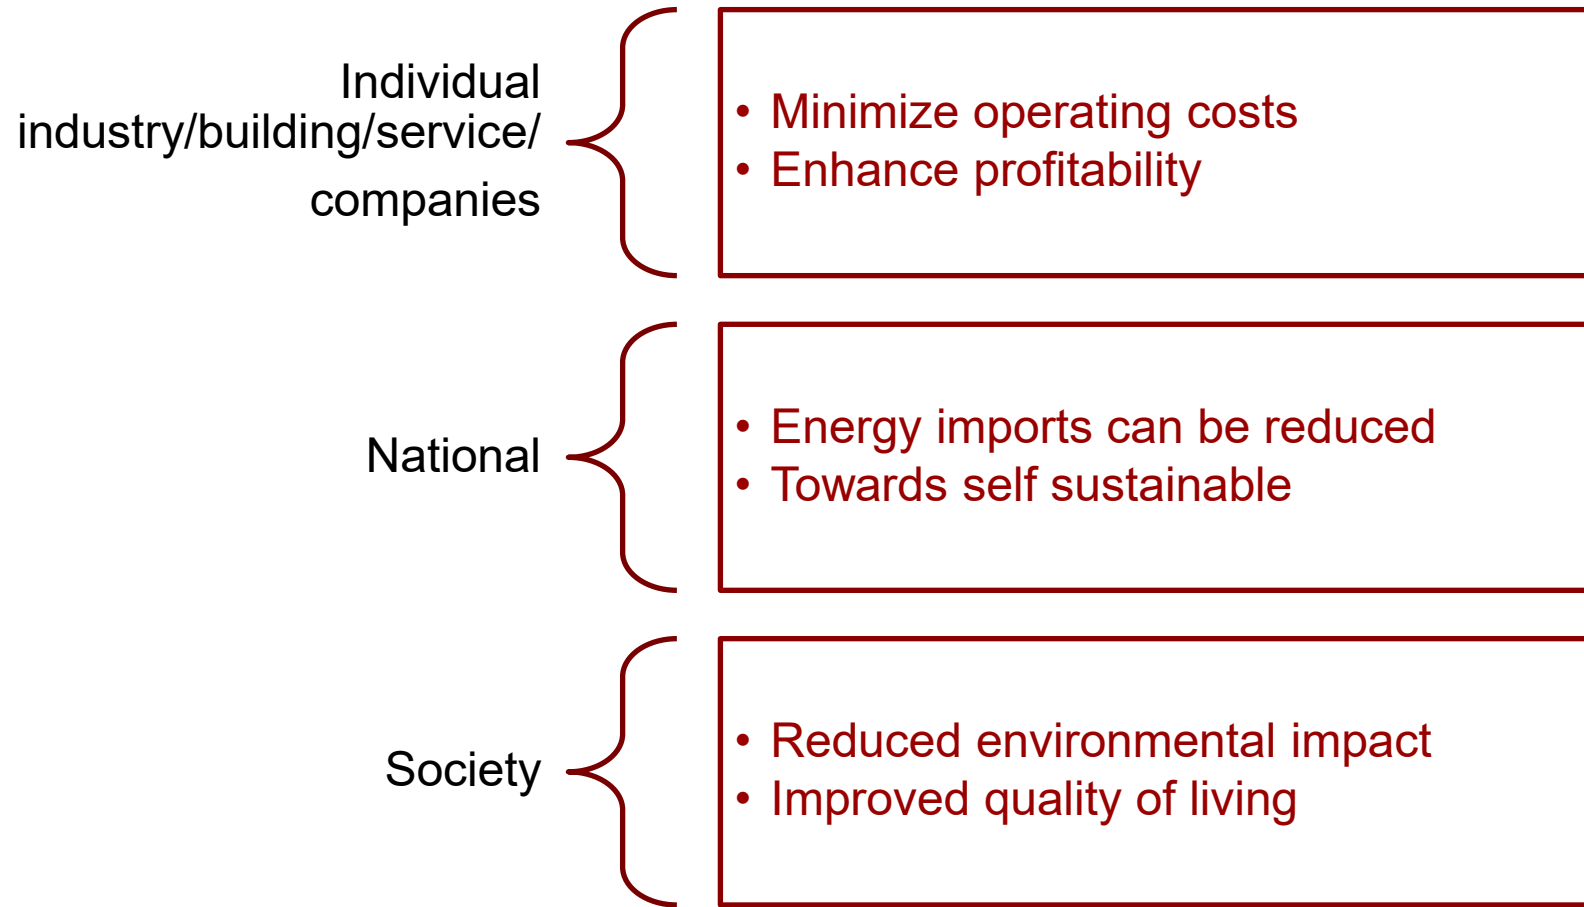 Individual
industry/building/service/
companies
• Minimize operating costs
• Enhance profitability
National
• Energy imports can be reduced
• Towards self sustainable
Society
• Reduced environmental impact
• Improved quality of living